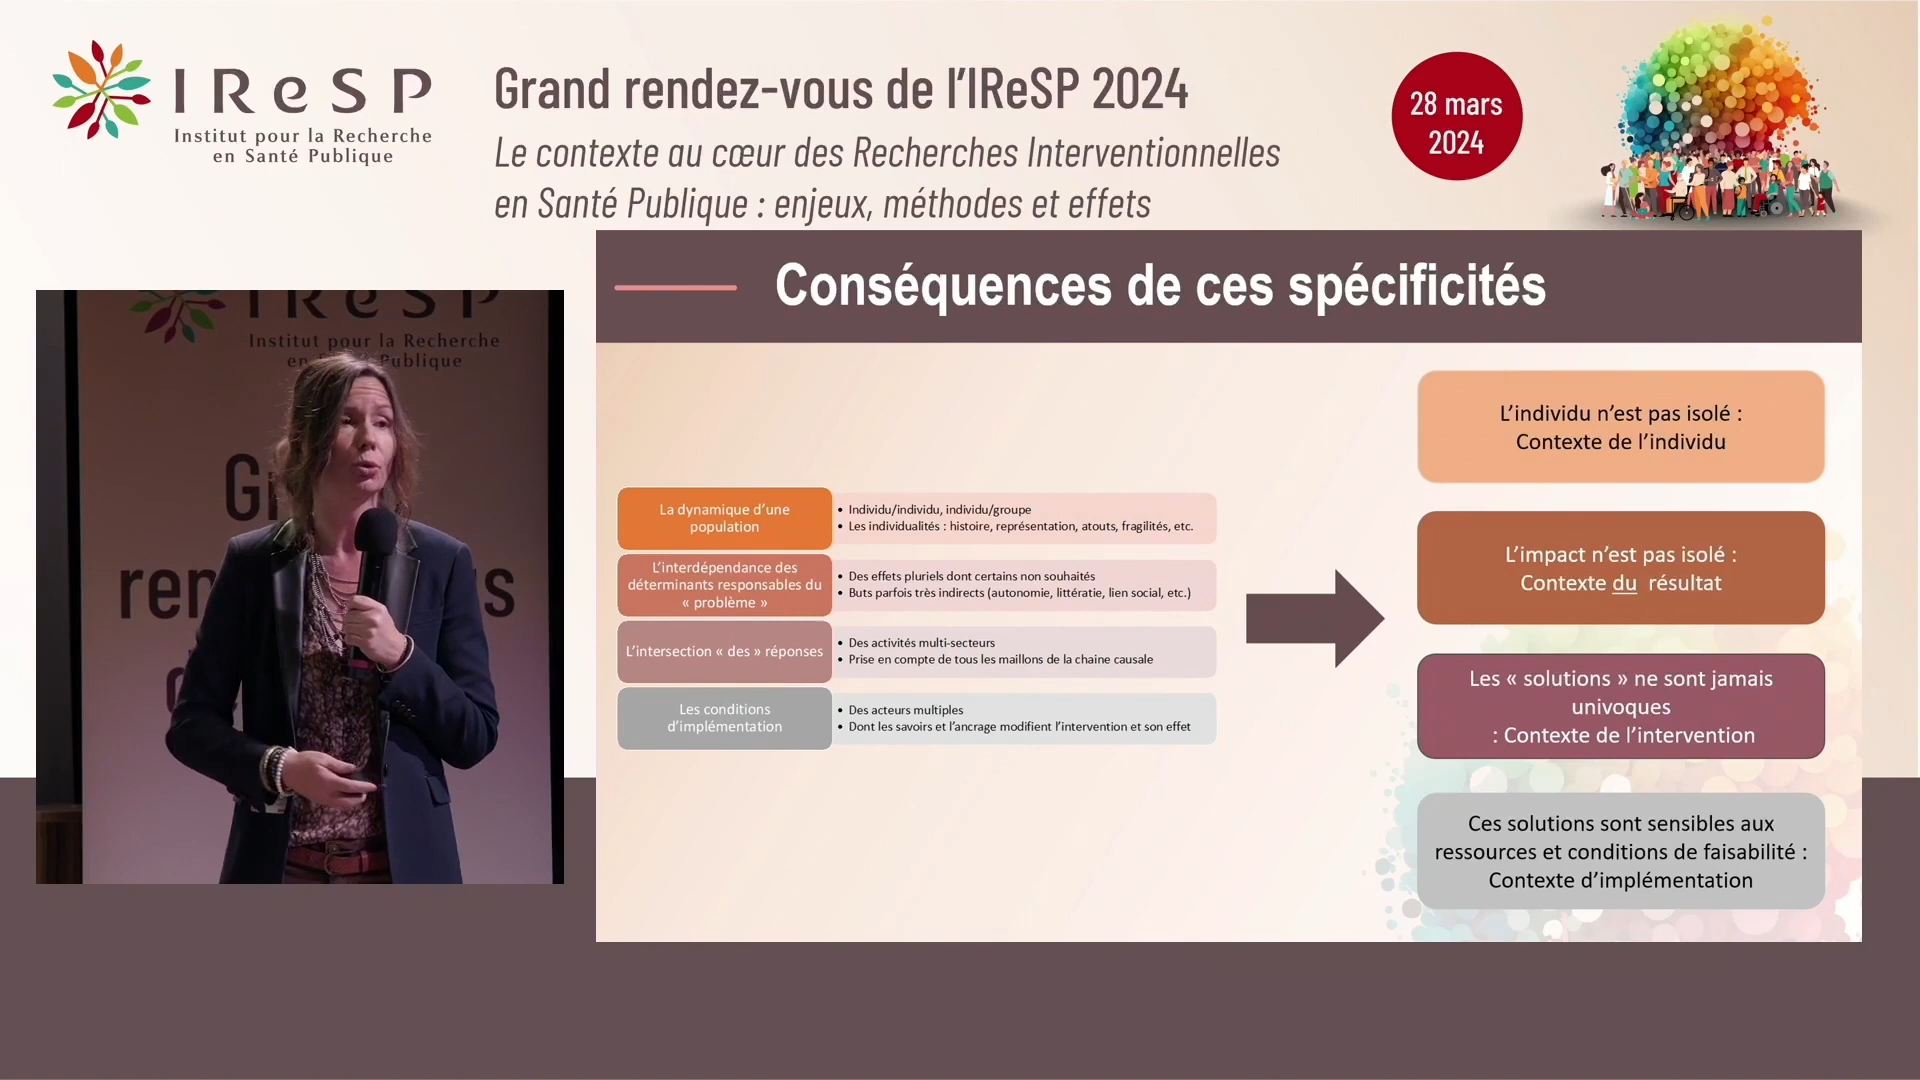 IReSP
Institut pour la Recherche
en Santé Publique
Grand rendez-vous de l'IReSP 2024
Le contexte au cœur des Recherches Interventionnelles
en Santé Publique : enjeux, méthodes et effets
28 mars
2024
IReSP
Institut pour la Recherche
Publique
Conséquences de ces spécificités
La dynamique d’une
population
• Individu/individu, individu/groupe
• Les individualités : histoire, représentation, atouts, fragilités, etc.
L’interdépendance des
déterminants responsables du
« problème »
• Des effets pluriels dont certains non souhaités
• Buts parfois très indirects (autonomie, littératie, lien social, etc.)
L’intersection « des » réponses
• Des activités multi-secteurs
• Prise en compte de tous les maillons de la chaine causale
Les conditions
d’implémentation
• Des acteurs multiples
• Dont les savoirs et l’ancrage modifient l’intervention et son effet
L’individu n’est pas isolé :
Contexte de l’individu
L’impact n’est pas isolé :
Contexte du résultat
Les « solutions » ne sont jamais
univoques
: Contexte de l’intervention
Ces solutions sont sensibles aux
ressources et conditions de faisabilité :
Contexte d’implémentation